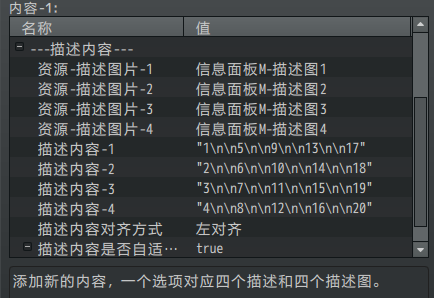 内容-1:
名称 值
---描述内容---
资源-描述图片-1 信息面板M-描述图1
资源-描述图片-2 信息面板M-描述图2
资源-描述图片-3 信息面板M-描述图3
资源-描述图片-4 信息面板M-描述图4
描述内容-1 "1\n\n5\n\n9\n\n13\n\n17"
描述内容-2 "2\n\n6\n\n10\n\n14\n\n18"
描述内容-3 "3\n\n7\n\n11\n\n15\n\n19"
描述内容-4 "4\n\n8\n\n12\n\n16\n\n20"
描述内容对齐方式 左对齐
描述内容是否自适… true
添加新的内容，一个选项对应四个描述和四个描述图。